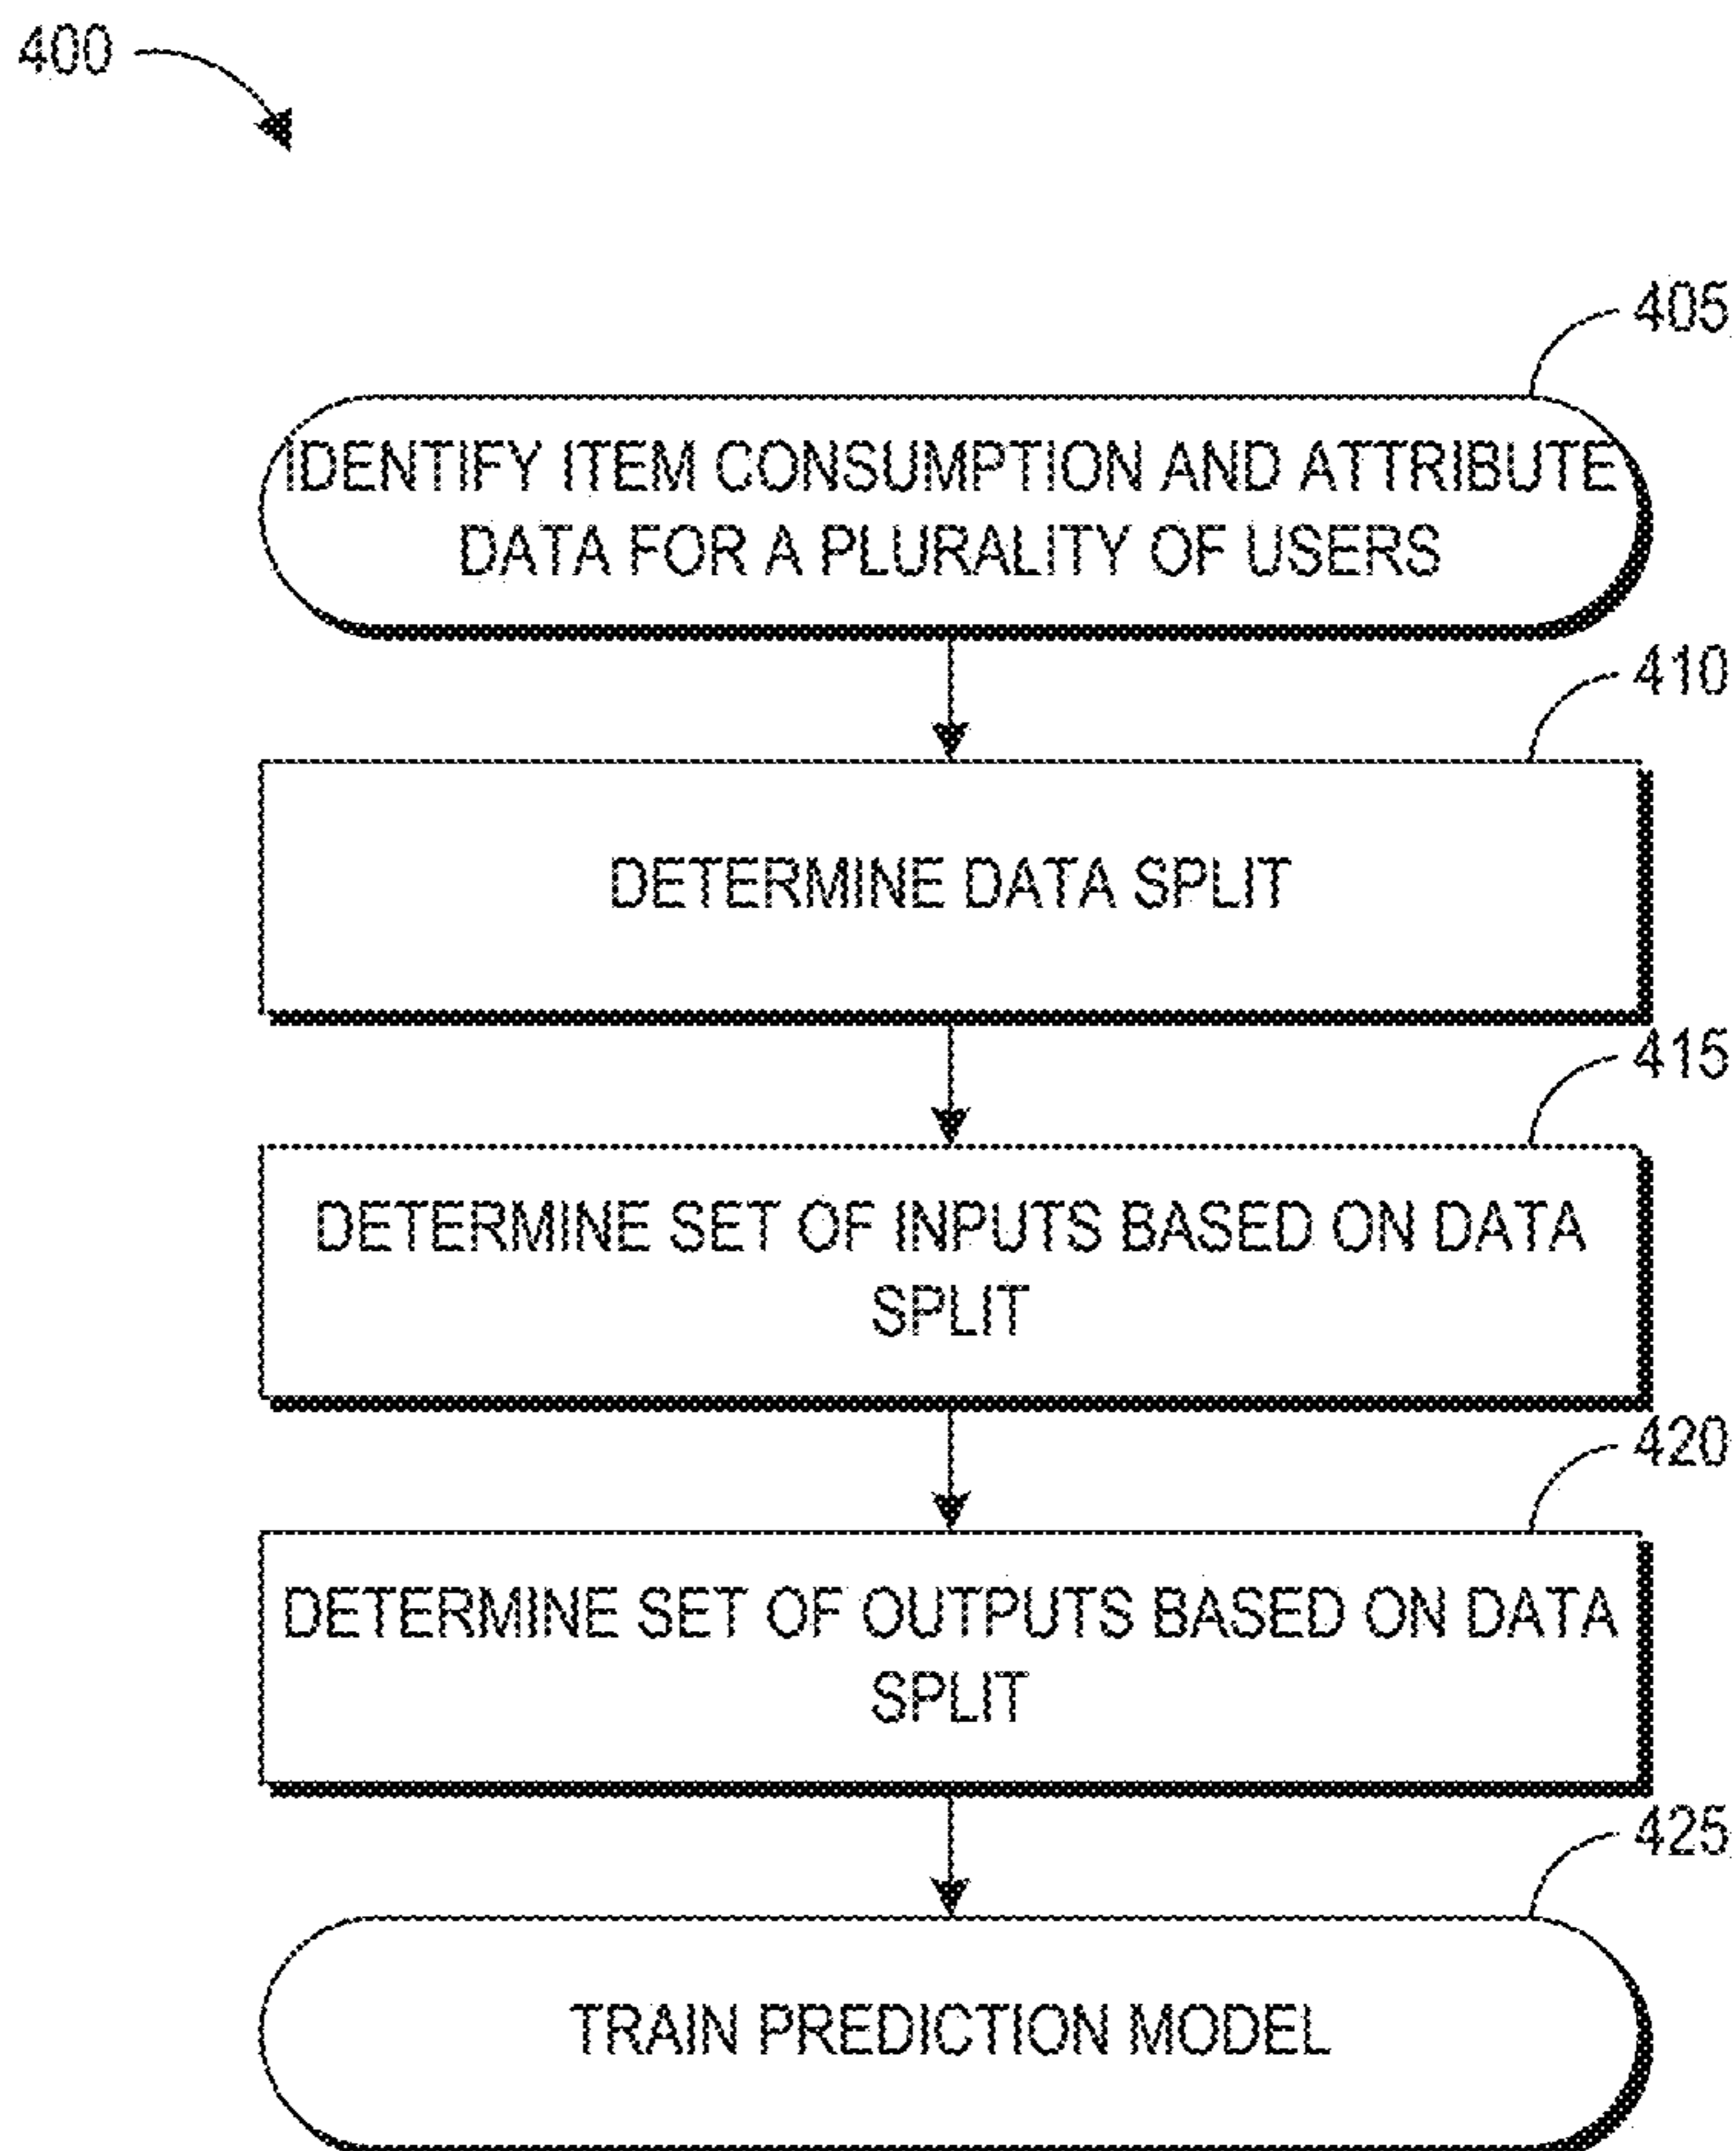 400
405
IDENTIFY ITEM CONSUMPTION AND ATTRIBUTE
DATA FOR A PLURALITY OF USERS
410
DETERMINE DATA SPLIT
415
DETERMINE SET OF INPUTS BASED ON DATA
SPLIT
420
DETERMINE SET OF OUTPUTS BASED ON DATA
SPLIT
425
TRAIN PREDICTION MODEL